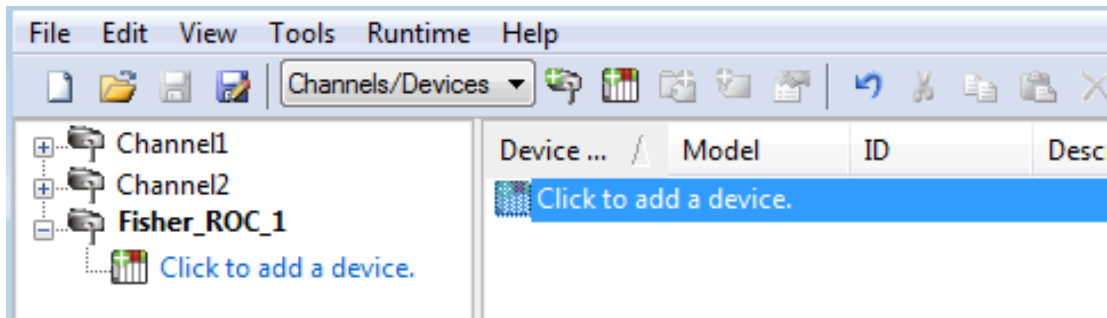 File Edit View Tools Runtime Help
Channels/Devices
Channel1
Channel2
Fisher_ROC_1
Click to add a device.
Device ... Model ID Desc
Click to add a device.